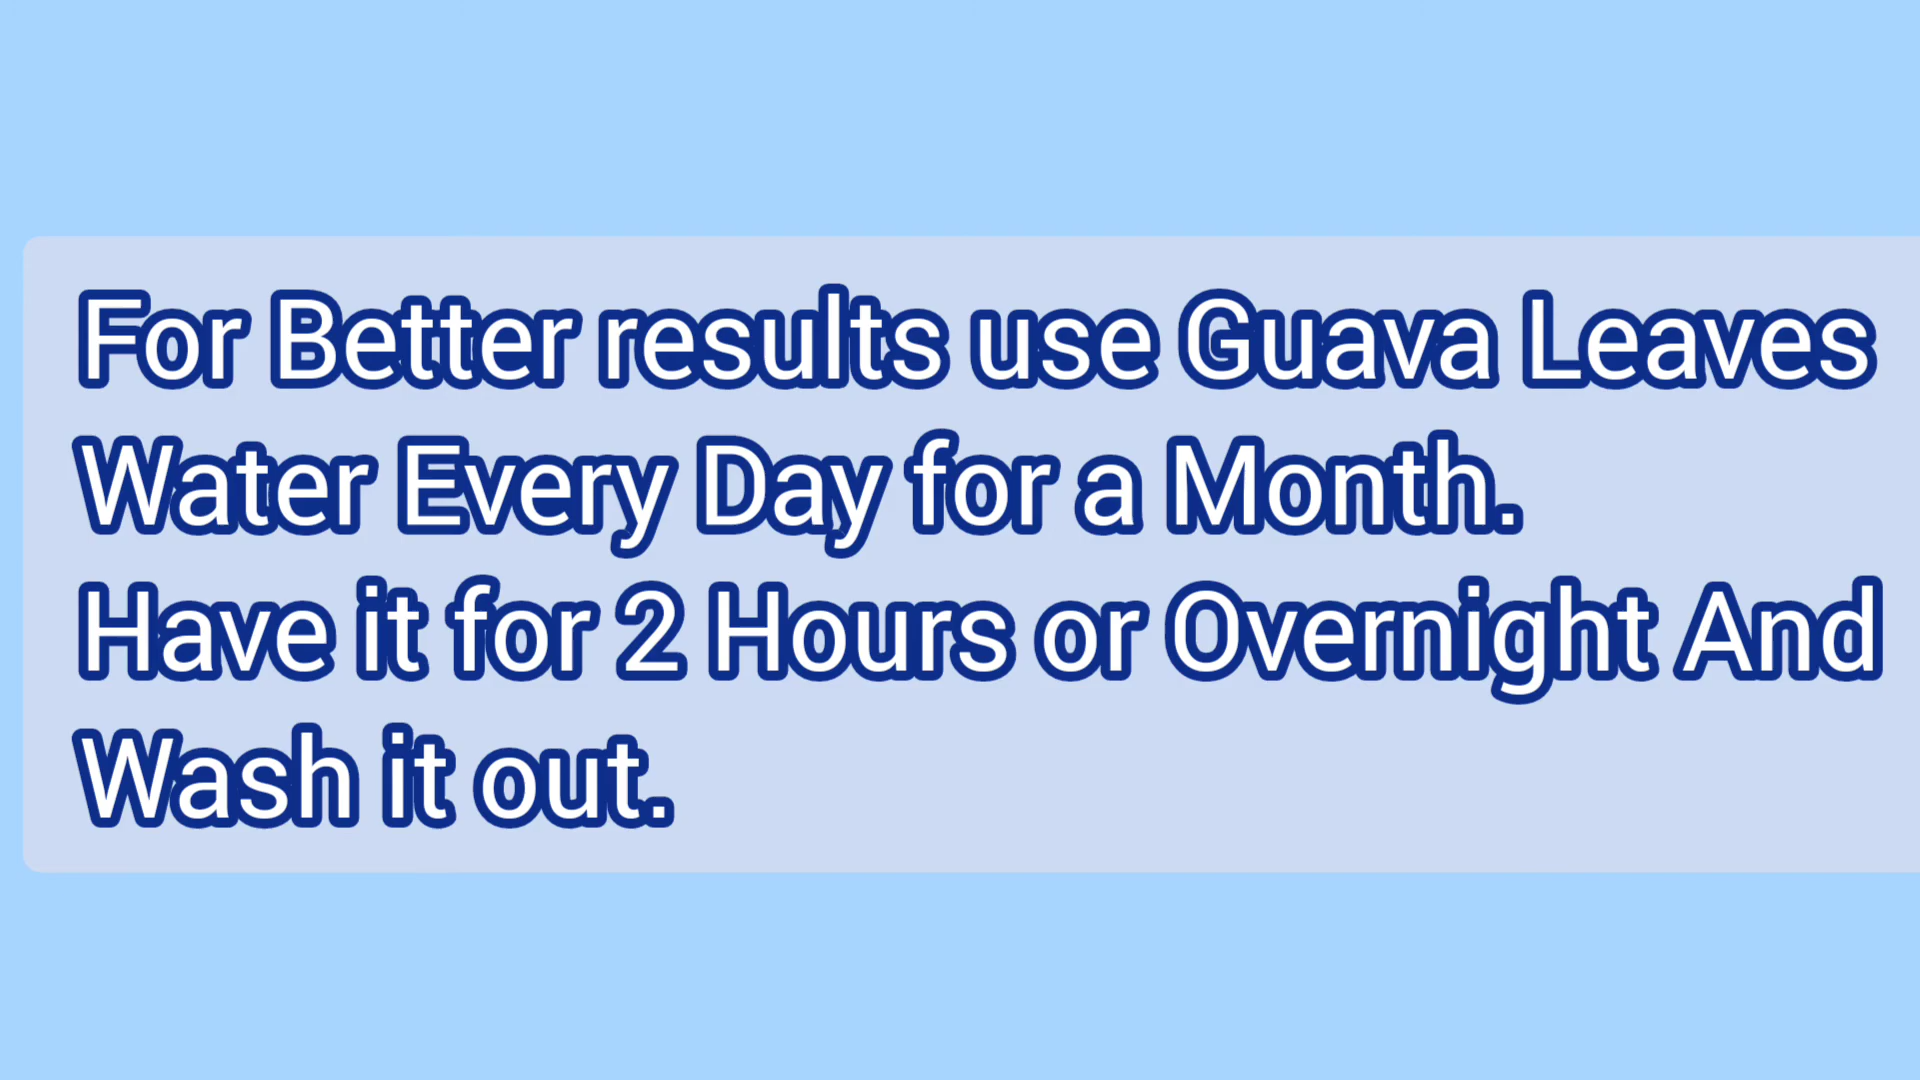 For Better results use Guava Leaves
Water Every Day for a Month.
Have it for 2 Hours or Overnight And
Wash it out.